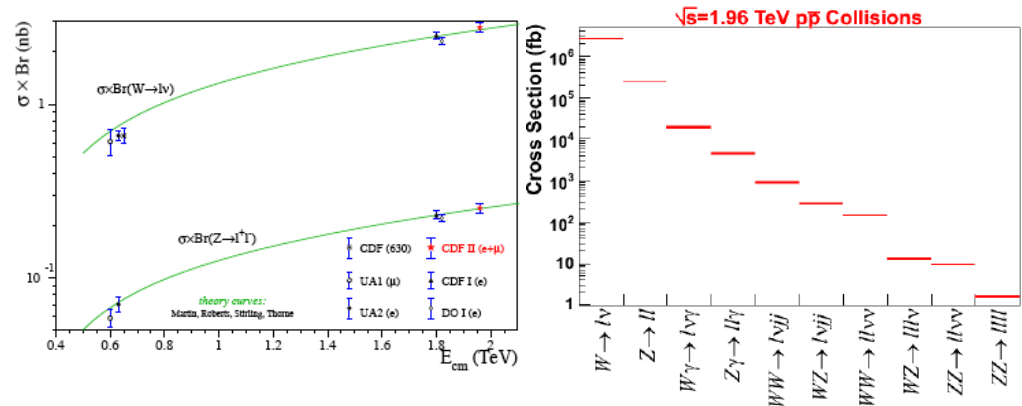 σ × Br (nb)
1
10⁻¹
σ×Br(W→lν)
σ×Br(Z→l⁺l⁻)
theory curves:
Martin, Roberts, Stirling, Thorne
CDF (630)
CDF II (e+μ)
UA1 (μ)
CDF I (e)
UA2 (e)
DO I (e)
0.4 0.6 0.8 1 1.2 1.4 1.6 1.8 2
E_cm (TeV)
√s=1.96 TeV pp̅ Collisions
Cross Section (fb)
10⁶
10⁵
10⁴
10³
10²
10
1
W→ lν
Z→ ll
Wγ→ lνγ
Zγ→ llγ
WW→ lνjj
WZ→ lνjj
WW→ llνν
WZ→ lllν
ZZ→ llνν
ZZ→ llll